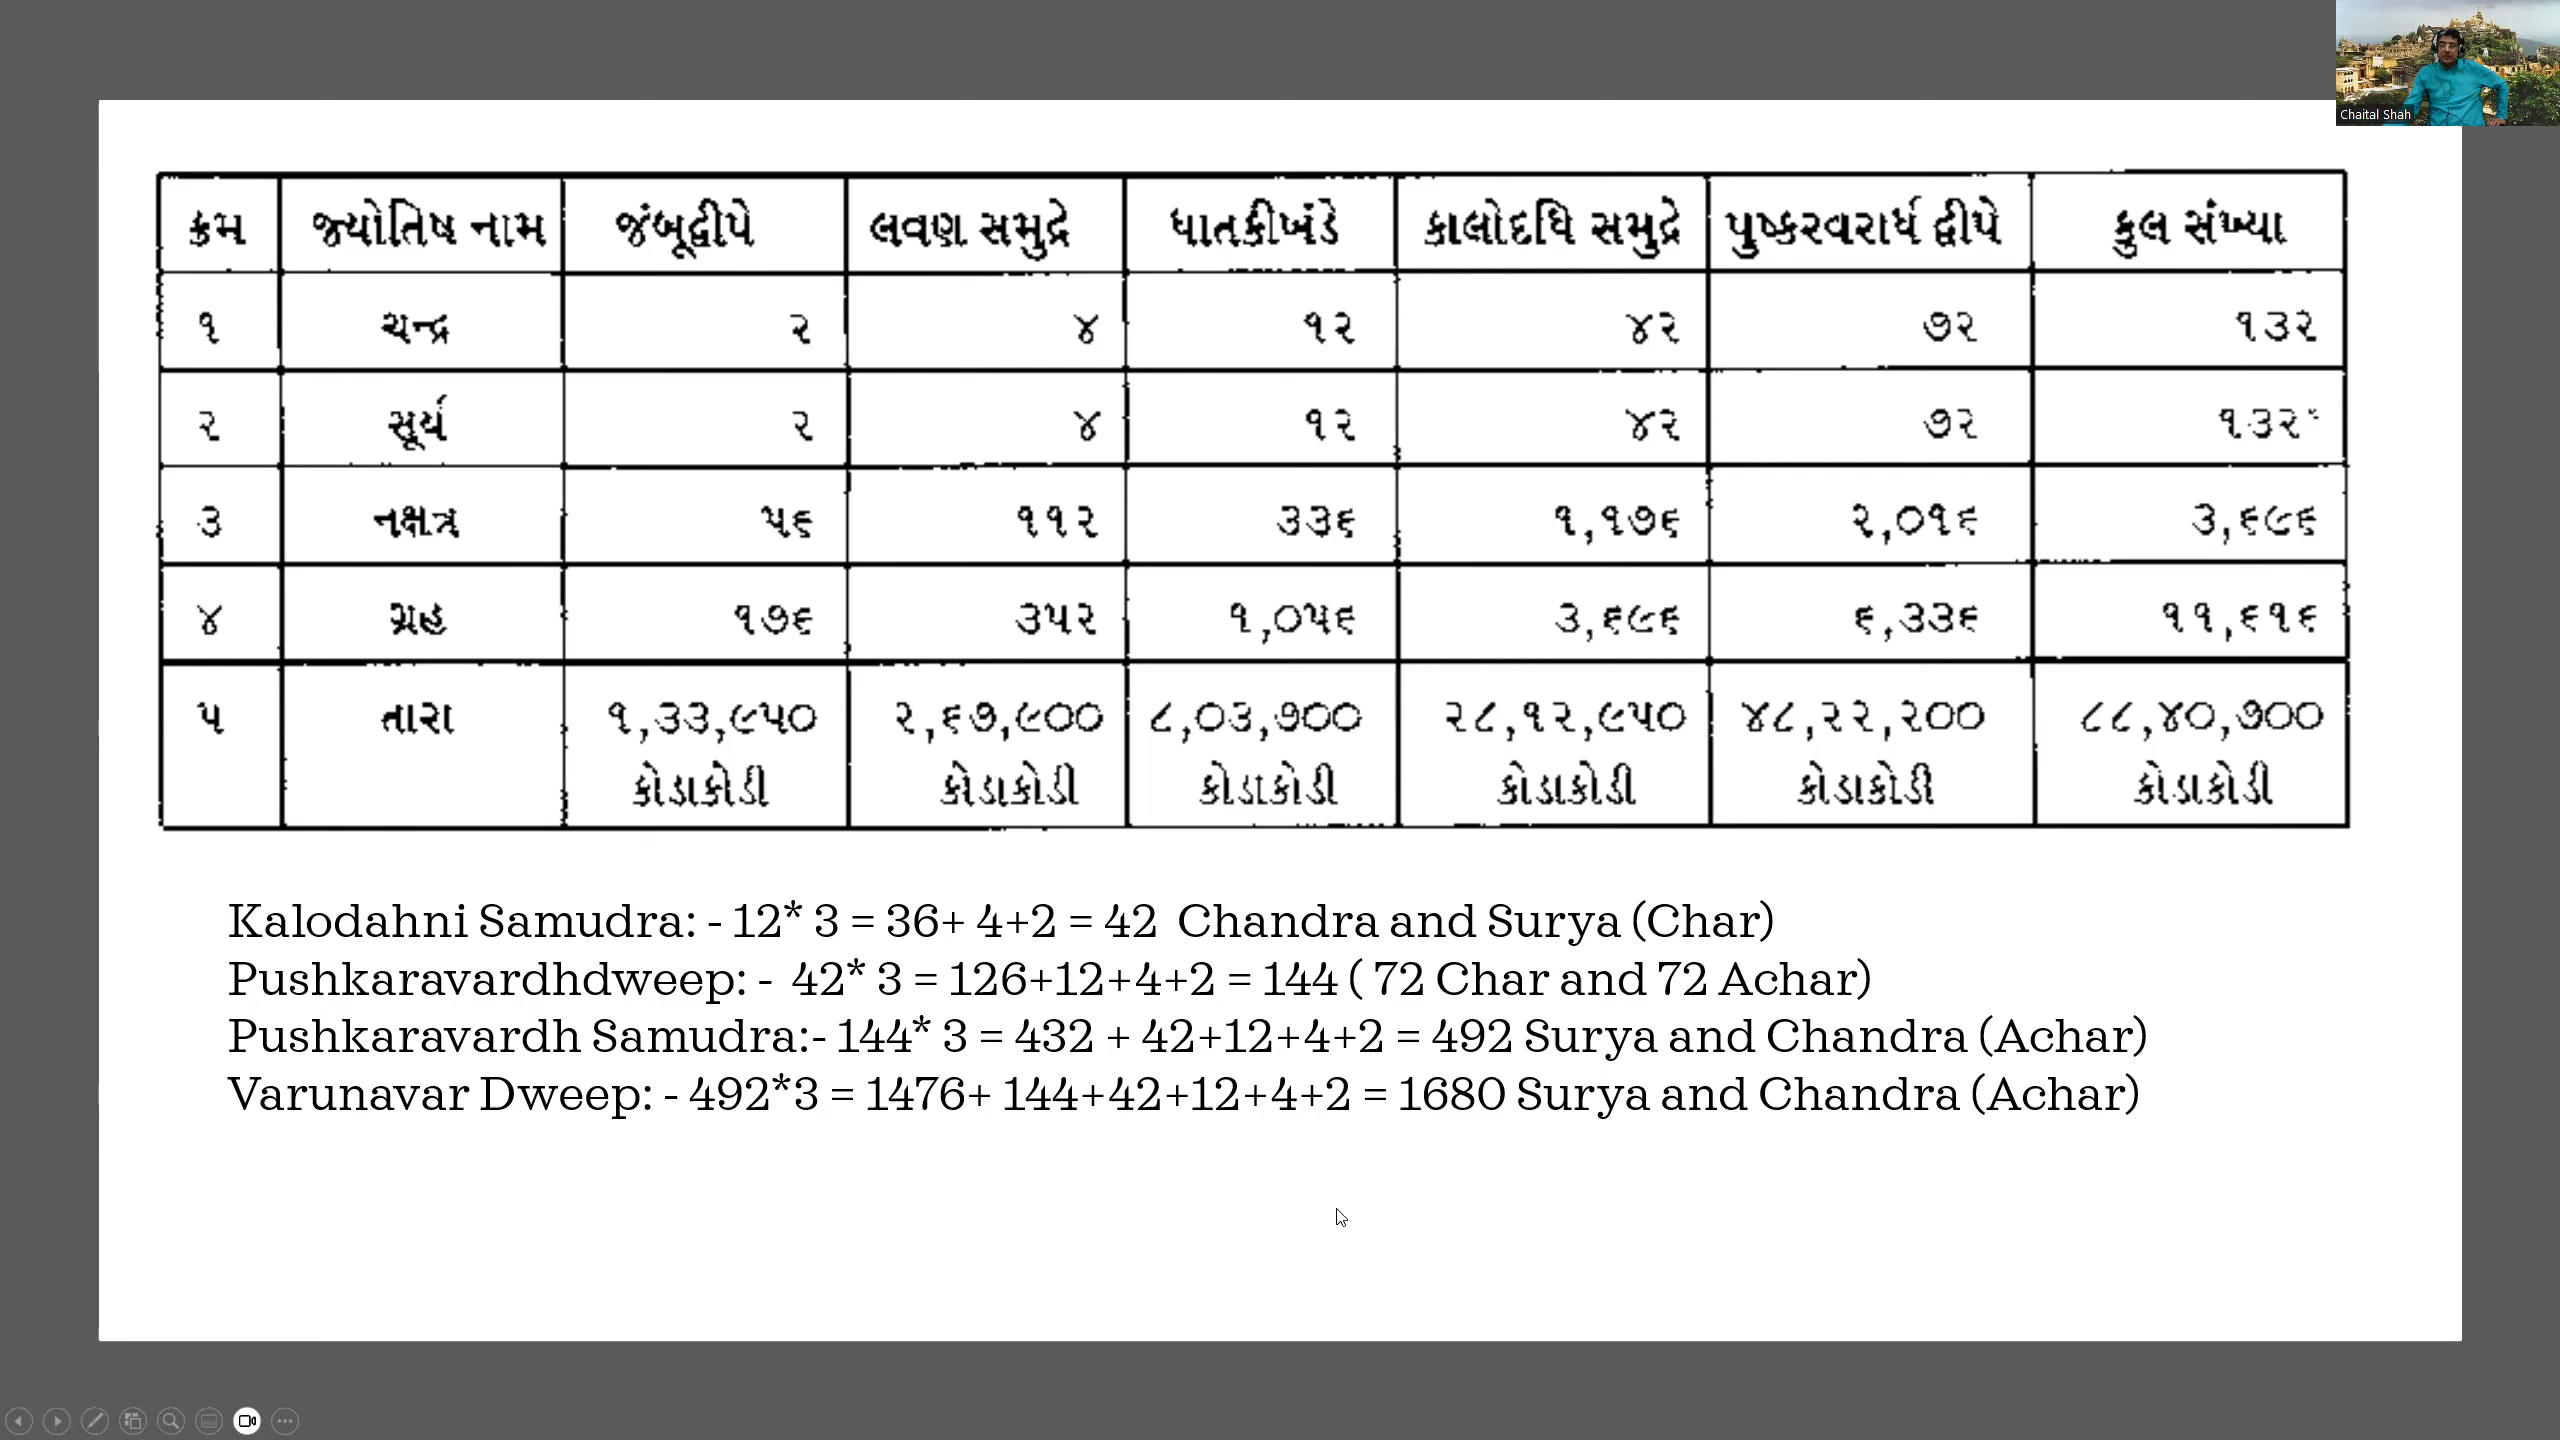 Chaital Shah
ક્રમ જ્યોતિષ નામ જંબૂદ્વીપે લવણ સમુદ્રે ધાતકીખંડે કાલોદધિ સમુદ્રે પુષ્કરવરાર્ધ દ્વીપે કુલ સંખ્યા
૧ ચન્દ્ર ૨ ૪ ૧૨ ૪૨ ૭૨ ૧૩૨
૨ સૂર્ય ૨ ૪ ૧૨ ૪૨ ૭૨ ૧૩૨
૩ નક્ષત્ર ૫૬ ૧૧૨ ૩૩૬ ૧,૧૭૬ ૨,૦૧૬ ૩,૬૯૬
૪ ગ્રહ ૧૭૬ ૩૫૨ ૧,૦૫૬ ૩,૬૯૬ ૬,૩૩૬ ૧૧,૬૧૬
૫ તારા ૧,૩૩,૯૫૦ ૨,૬૭,૯૦૦ ૮,૦૩,૭૦૦ ૨૮,૧૨,૯૫૦ ૪૮,૨૨,૨૦૦ ૮૮,૪૦,૭૦૦
કોડાકોડી કોડાકોડી કોડાકોડી કોડાકોડી કોડાકોડી કોડાકોડી
Kalodahni Samudra: - 12* 3 = 36+ 4+2 = 42 Chandra and Surya (Char)
Pushkaravardhdweep: - 42* 3 = 126+12+4+2 = 144 ( 72 Char and 72 Achar)
Pushkaravardh Samudra:- 144* 3 = 432 + 42+12+4+2 = 492 Surya and Chandra (Achar)
Varunavar Dweep: - 492*3 = 1476+ 144+42+12+4+2 = 1680 Surya and Chandra (Achar)